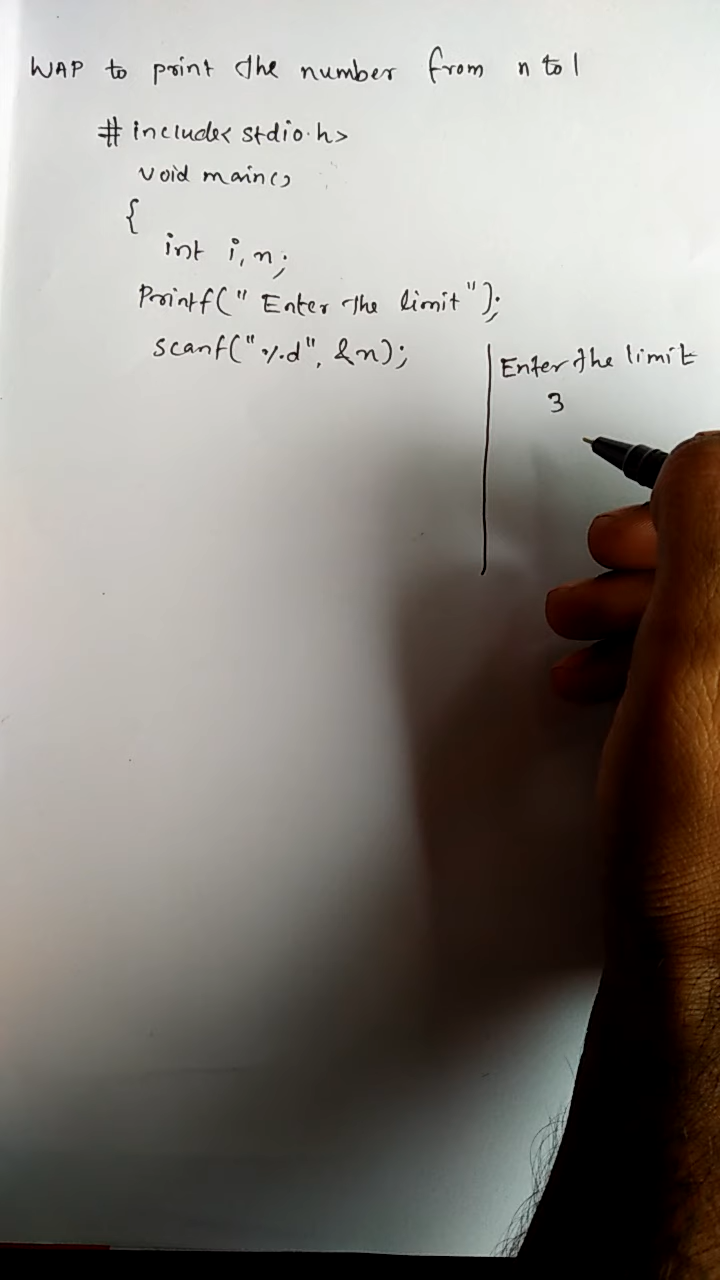 WAP to print the number from n to 1
# include< stdio.h>
void main()
{
int i, n;
Printf(" Enter the limit ");
scanf("%d", &n);
Enter the limit
3